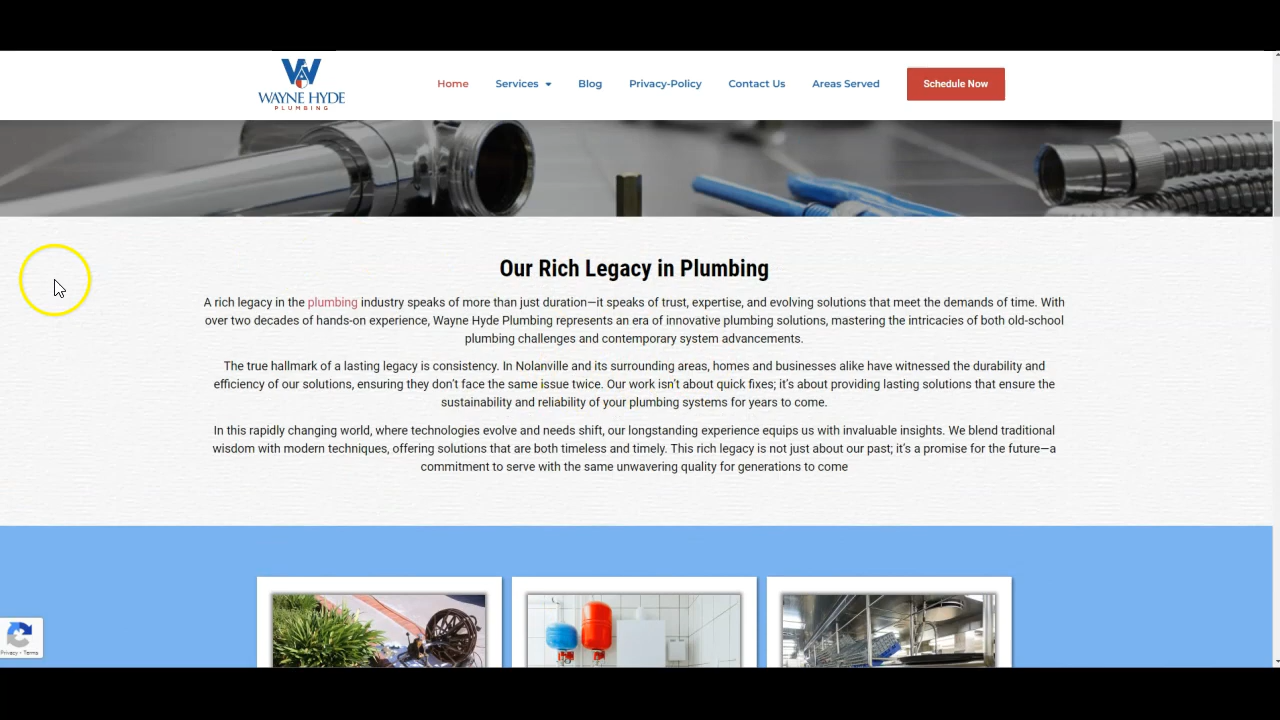 WAYNE HYDE
PLUMBING
Home
Services
Blog
Privacy-Policy
Contact Us
Areas Served
Schedule Now
Our Rich Legacy in Plumbing
A rich legacy in the plumbing industry speaks of more than just duration—it speaks of trust, expertise, and evolving solutions that meet the demands of time. With
over two decades of hands-on experience, Wayne Hyde Plumbing represents an era of innovative plumbing solutions, mastering the intricacies of both old-school
plumbing challenges and contemporary system advancements.
The true hallmark of a lasting legacy is consistency. In Nolanville and its surrounding areas, homes and businesses alike have witnessed the durability and
efficiency of our solutions, ensuring they don’t face the same issue twice. Our work isn’t about quick fixes; it’s about providing lasting solutions that ensure the
sustainability and reliability of your plumbing systems for years to come.
In this rapidly changing world, where technologies evolve and needs shift, our longstanding experience equips us with invaluable insights. We blend traditional
wisdom with modern techniques, offering solutions that are both timeless and timely. This rich legacy is not just about our past; it’s a promise for the future—a
commitment to serve with the same unwavering quality for generations to come
Privacy - Terms